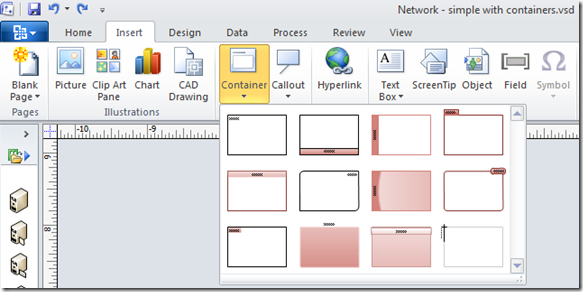 Network - simple with containers.vsd
Home Insert Design Data Process Review View
Blank Page Picture Clip Art Pane Chart CAD Drawing Container Callout Hyperlink Text Box ScreenTip Object Field Symbol
Pages Illustrations
-10 -9
9
8